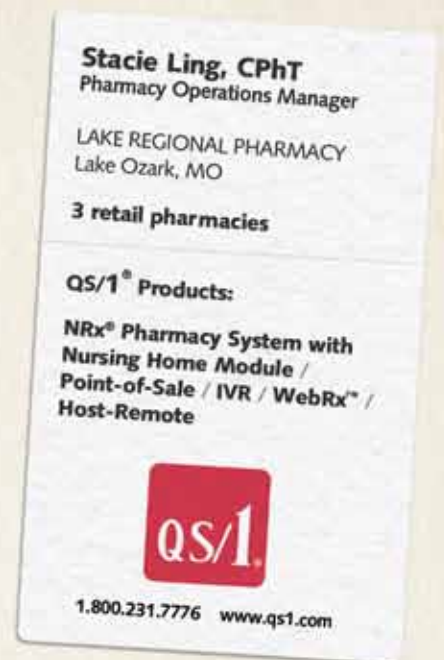 Stacie Ling, CPhT
Pharmacy Operations Manager
LAKE REGIONAL PHARMACY
Lake Ozark, MO
3 retail pharmacies
QS/1® Products:
NRx® Pharmacy System with
Nursing Home Module /
Point-of-Sale / IVR / WebRx℠ /
Host-Remote
QS/1®
1.800.231.7776 www.qs1.com